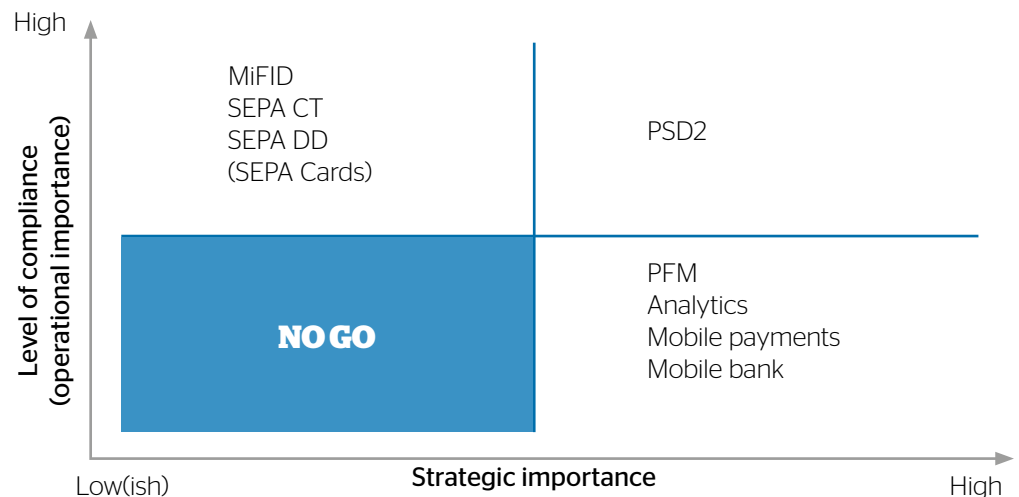 High
MiFID
SEPA CT
SEPA DD
(SEPA Cards)
PSD2
Level of compliance
(operational importance)
NO GO
PFM
Analytics
Mobile payments
Mobile bank
Low(ish)
Strategic importance
High